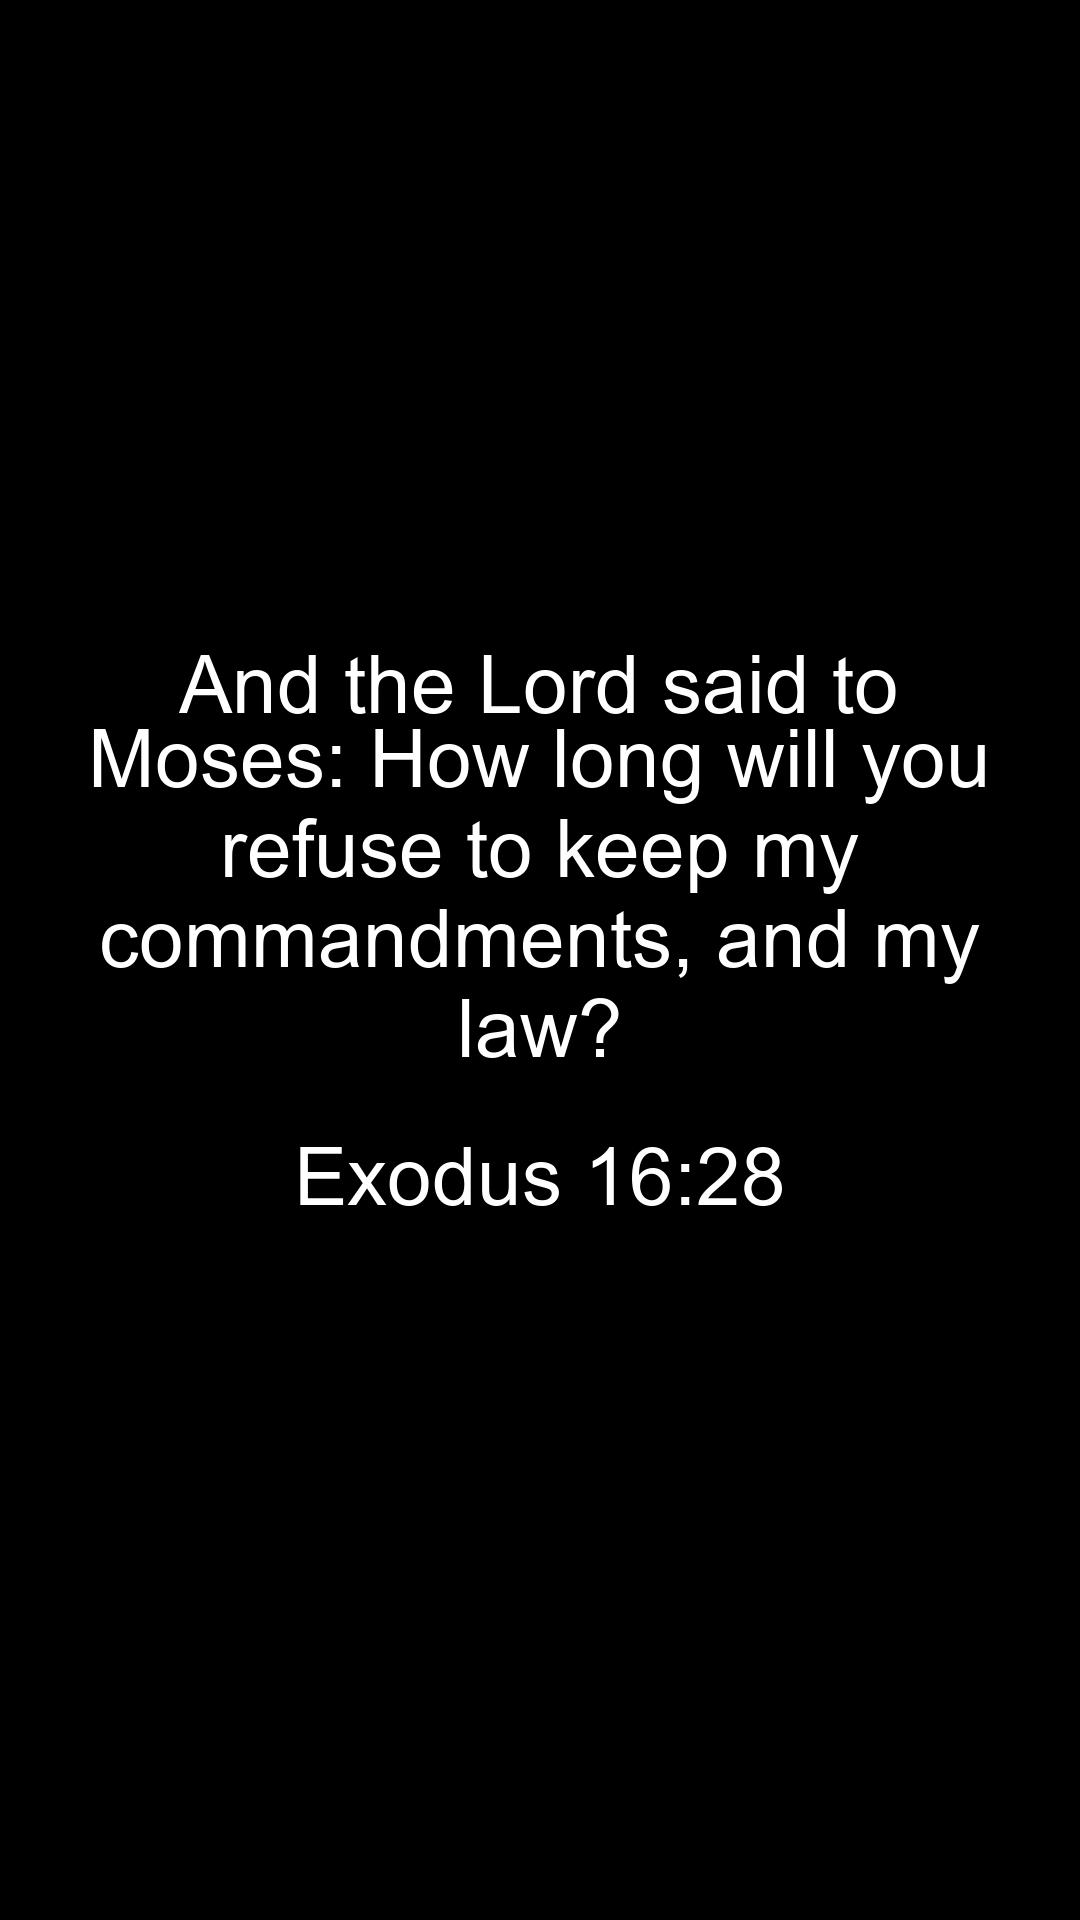 And the Lord said to
Moses: How long will you
refuse to keep my
commandments, and my
law?
Exodus 16:28